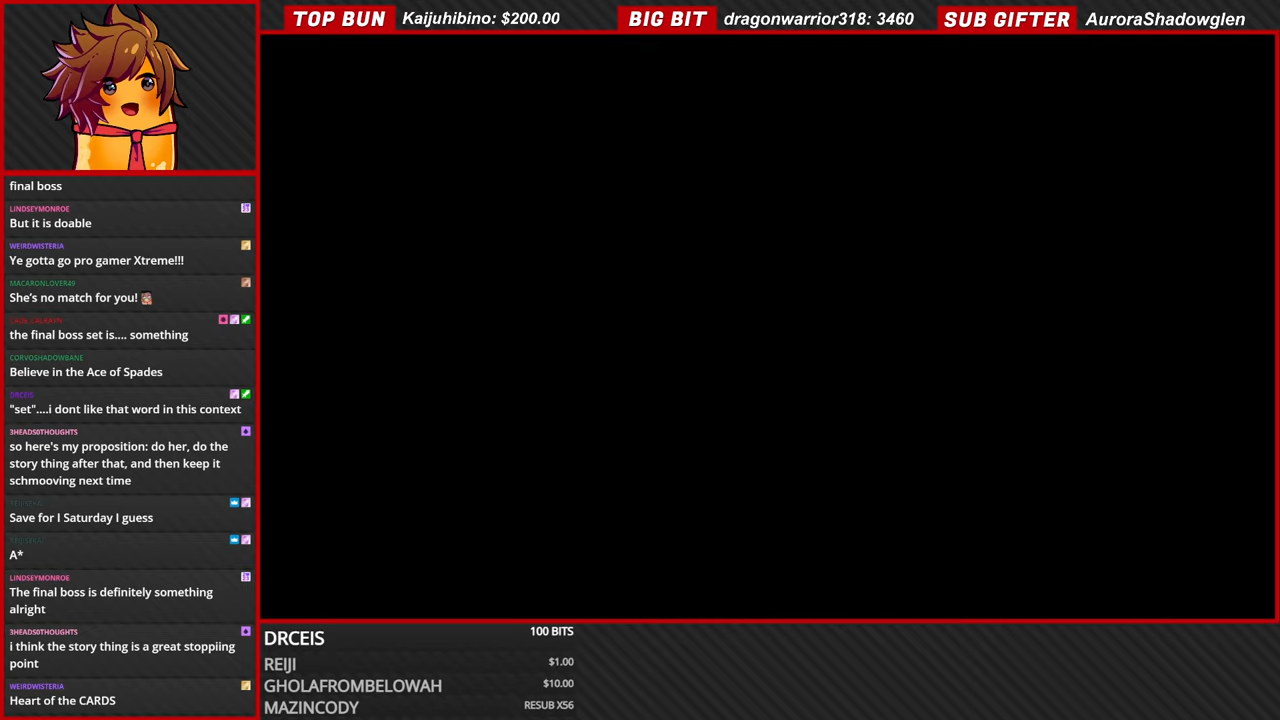 TOP BUN Kaijuhibino: $200.00 BIG BIT dragonwarrior318: 3460 SUB GIFTER AuroraShadowglen
final boss
LINDSEYMONROE
But it is doable
WEIRDWISTERIA
Ye gotta go pro gamer Xtreme!!!
MACARONLOVER49
She's no match for you!
the final boss set is.... something
CORVOSHADOWBANE
Believe in the Ace of Spades
DRCEIS
"set"....i dont like that word in this context
3HEADS0THOUGHTS
so here's my proposition: do her, do the
story thing after that, and then keep it
schmooving next time
Save for I Saturday I guess
A*
LINDSEYMONROE
The final boss is definitely something
alright
3HEADS0THOUGHTS
i think the story thing is a great stoppiing
point
WEIRDWISTERIA
Heart of the CARDS
DRCEIS 100 BITS
REIJI $1.00
GHOLAFROMBELOWAH $10.00
MAZINCODY RESUB X56